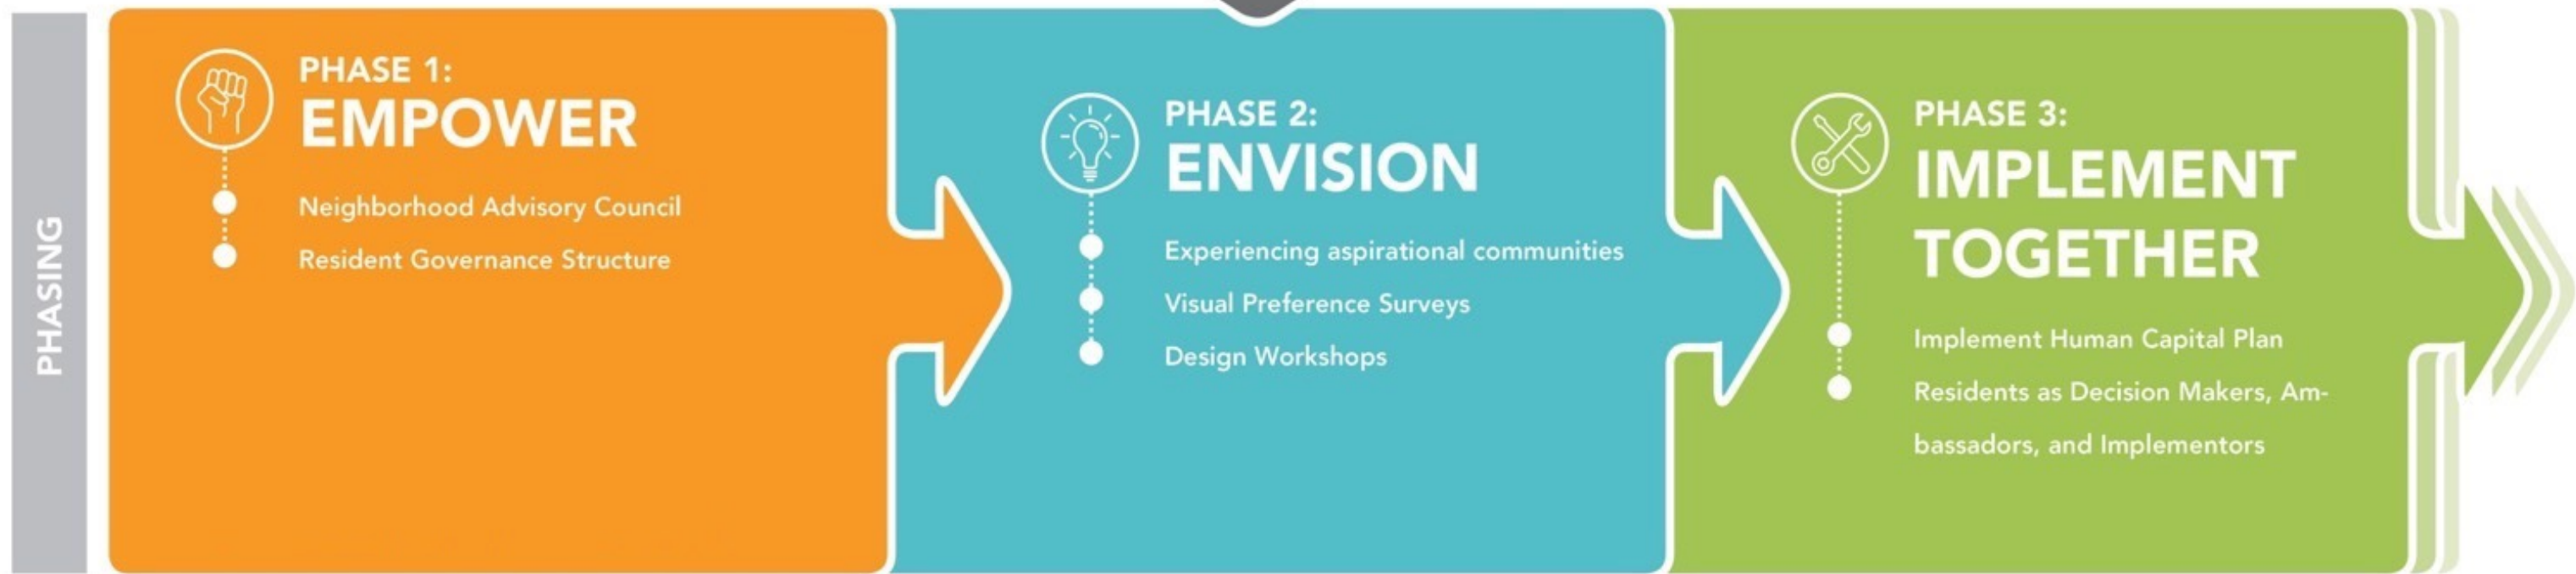 PHASING
PHASE 1:
EMPOWER
Neighborhood Advisory Council
Resident Governance Structure
PHASE 2:
ENVISION
Experiencing aspirational communities
Visual Preference Surveys
Design Workshops
PHASE 3:
IMPLEMENT
TOGETHER
Implement Human Capital Plan
Residents as Decision Makers, Am-
bassadors, and Implementors